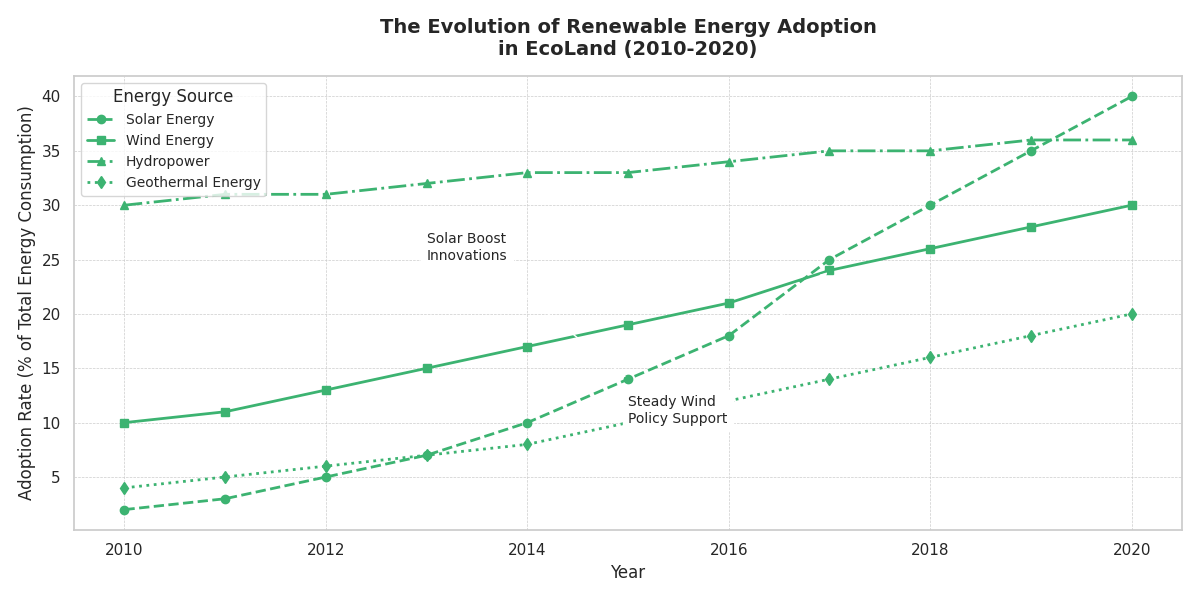 The Evolution of Renewable Energy Adoption
in EcoLand (2010-2020)
Energy Source
Solar Energy
Wind Energy
Hydropower
Geothermal Energy
Adoption Rate (% of Total Energy Consumption)
40
35
30
25
20
15
10
5
Solar Boost
Innovations
Steady Wind
Policy Support
2010
2012
2014
2016
2018
2020
Year